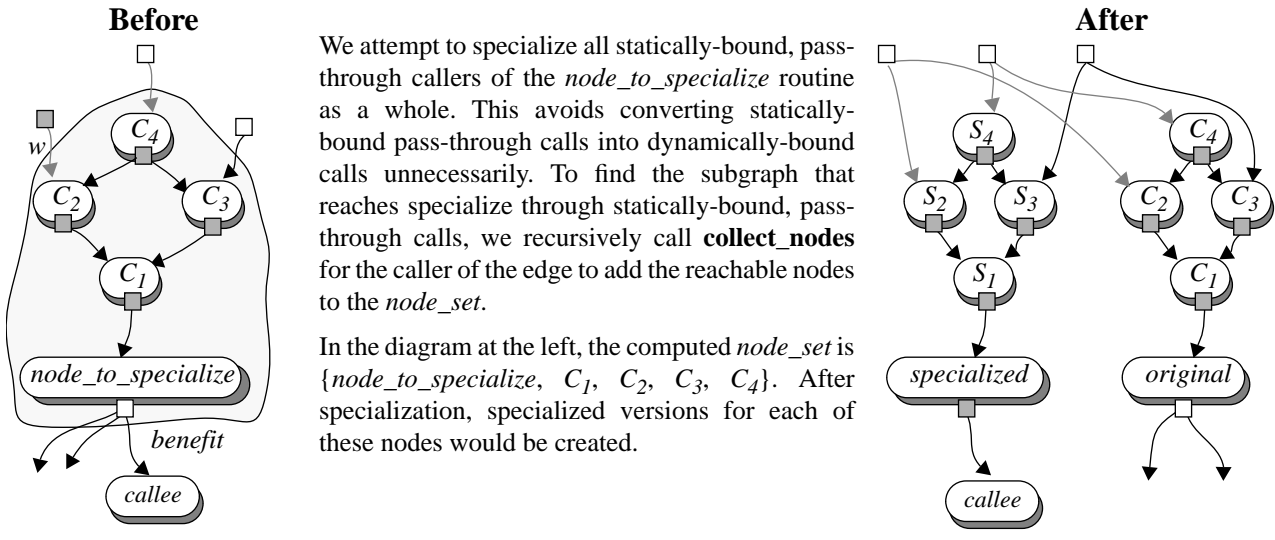 Before
C4
w
C2
C3
C1
node_to_specialize
benefit
callee
We attempt to specialize all statically-bound, pass-
through callers of the node_to_specialize routine
as a whole. This avoids converting statically-
bound pass-through calls into dynamically-bound
calls unnecessarily. To find the subgraph that
reaches specialize through statically-bound, pass-
through calls, we recursively call collect_nodes
for the caller of the edge to add the reachable nodes
to the node_set.
In the diagram at the left, the computed node_set is
{node_to_specialize, C1, C2, C3, C4}. After
specialization, specialized versions for each of
these nodes would be created.
After
S4
C4
S2
S3
C2
C3
S1
C1
specialized
original
callee